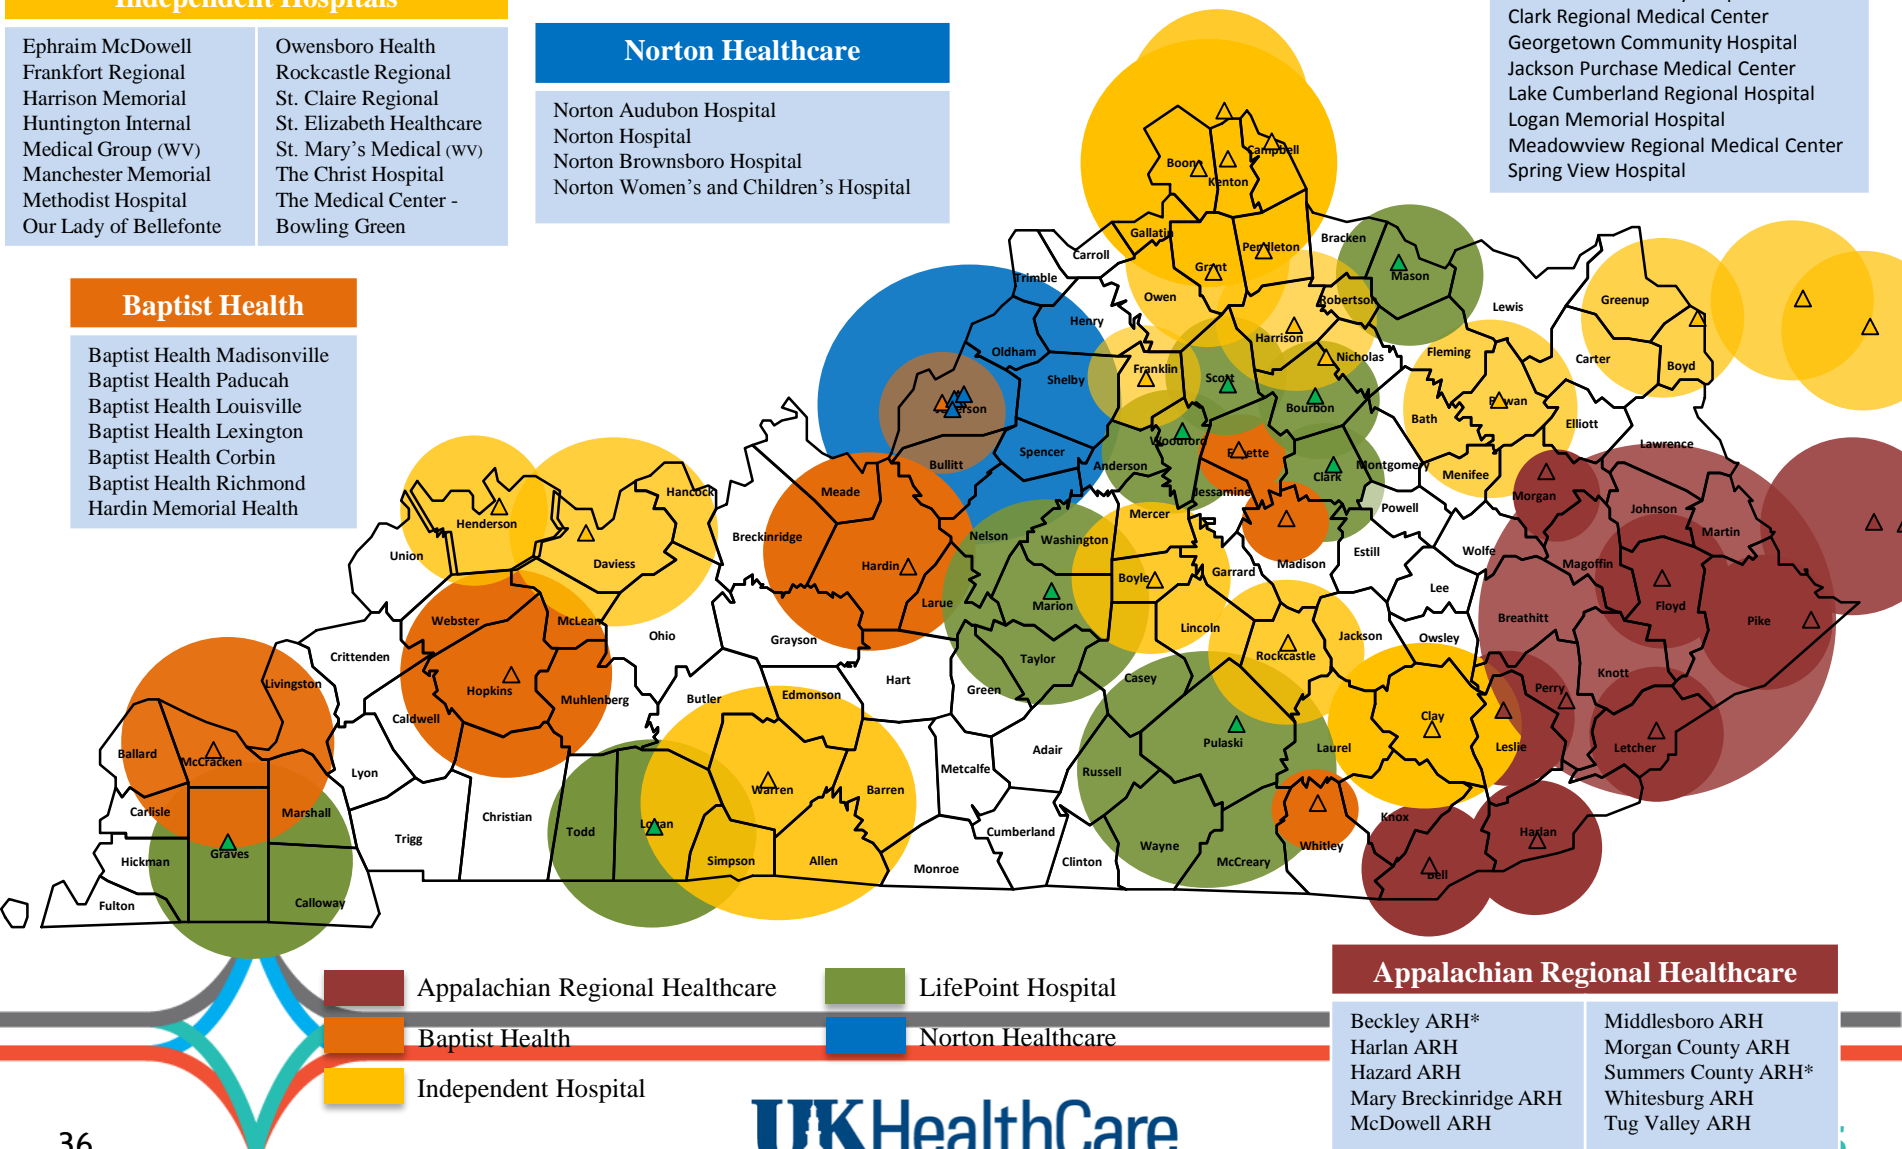 Independent Hospitals
Ephraim McDowell
Frankfort Regional
Harrison Memorial
Huntington Internal
Medical Group (WV)
Manchester Memorial
Methodist Hospital
Our Lady of Bellefonte
Owensboro Health
Rockcastle Regional
St. Claire Regional
St. Elizabeth Healthcare
St. Mary's Medical (WV)
The Christ Hospital
The Medical Center -
Bowling Green
Norton Healthcare
Norton Audubon Hospital
Norton Hospital
Norton Brownsboro Hospital
Norton Women's and Children's Hospital
Clark Regional Medical Center
Georgetown Community Hospital
Jackson Purchase Medical Center
Lake Cumberland Regional Hospital
Logan Memorial Hospital
Meadowview Regional Medical Center
Spring View Hospital
Baptist Health
Baptist Health Madisonville
Baptist Health Paducah
Baptist Health Louisville
Baptist Health Lexington
Baptist Health Corbin
Baptist Health Richmond
Hardin Memorial Health
Boone
Kenton
Campbell
Gallatin
Carroll
Grant
Pendleton
Bracken
Mason
Trimble
Owen
Robertson
Lewis
Greenup
Henry
Harrison
Oldham
Nicholas
Fleming
Carter
Boyd
Shelby
Franklin
Scott
Bourbon
Rowan
Jefferson
Bath
Elliott
Woodford
Fayette
Lawrence
Spencer
Anderson
Bullitt
Clark
Montgomery
Menifee
Morgan
Meade
Hancock
Jessamine
Henderson
Mercer
Powell
Johnson
Martin
Breckinridge
Nelson
Washington
Union
Daviess
Hardin
Estill
Wolfe
Magoffin
Madison
Garrard
Boyle
Lee
Floyd
Larue
Marion
Webster
McLean
Ohio
Grayson
Lincoln
Jackson
Owsley
Breathitt
Pike
Crittenden
Livingston
Taylor
Rockcastle
Knott
Hopkins
Muhlenberg
Butler
Edmonson
Hart
Green
Casey
Perry
Caldwell
Clay
Leslie
Letcher
Ballard
McCracken
Lyon
Adair
Pulaski
Laurel
Metcalfe
Russell
Warren
Barren
Carlisle
Marshall
Christian
Trigg
Todd
Logan
Cumberland
Knox
Harlan
Hickman
Graves
Simpson
Allen
Monroe
Clinton
Wayne
McCreary
Whitley
Bell
Fulton
Calloway
Appalachian Regional Healthcare
Baptist Health
Independent Hospital
LifePoint Hospital
Norton Healthcare
Appalachian Regional Healthcare
Beckley ARH*
Harlan ARH
Hazard ARH
Mary Breckinridge ARH
McDowell ARH
Middlesboro ARH
Morgan County ARH
Summers County ARH*
Whitesburg ARH
Tug Valley ARH
36
UK HealthCare